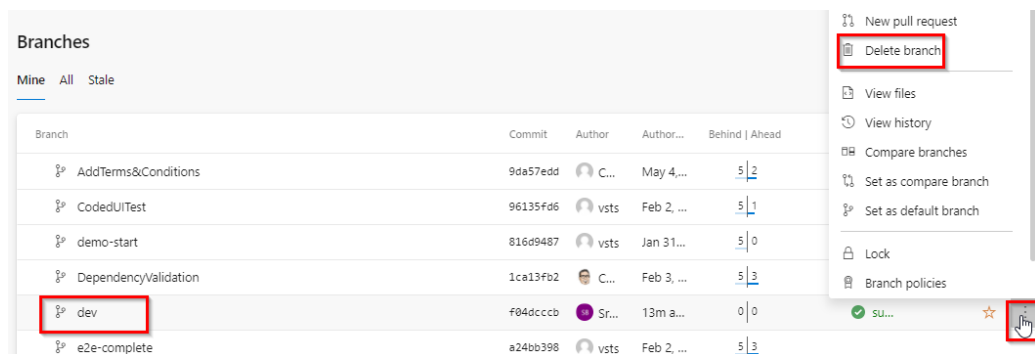 Branches
Mine All Stale
Branch Commit Author Author... Behind | Ahead
AddTerms&Conditions 9da57edd C... May 4,... 5 2
CodedUITest 96135fd6 vsts Feb 2, ... 5 1
demo-start 816d9487 vsts Jan 31... 5 0
DependencyValidation 1ca13fb2 C... Feb 3, ... 5 3
dev f04dcccb SR Sr... 13m a... 0 0 su...
e2e-complete a24bb398 vsts Feb 2, ... 5 3
New pull request
Delete branch
View files
View history
Compare branches
Set as compare branch
Set as default branch
Lock
Branch policies